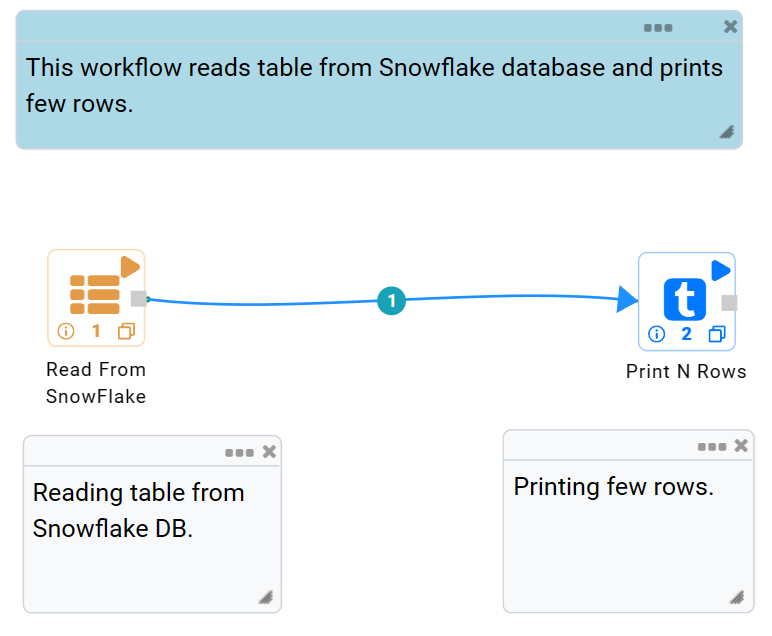 This workflow reads table from Snowflake database and prints
few rows.
1
1
2
Read From
SnowFlake
Print N Rows
Reading table from
Snowflake DB.
Printing few rows.